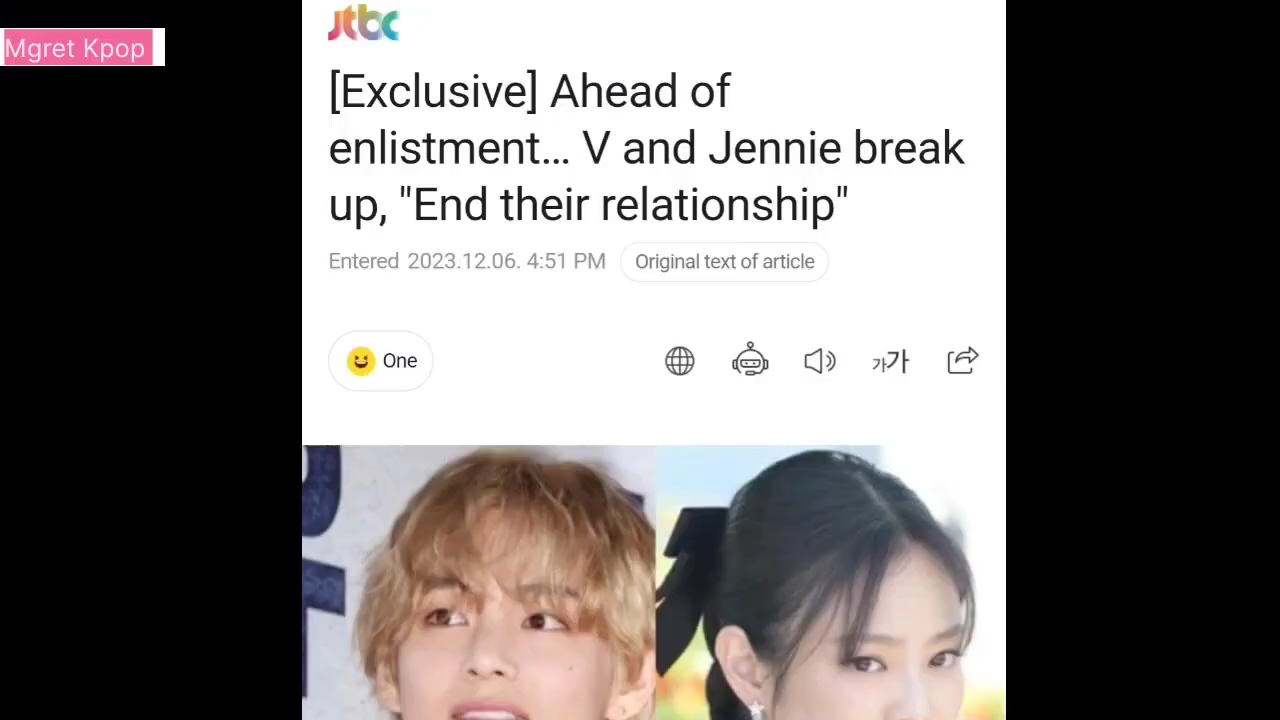 Mgret Kpop
jtbc
[Exclusive] Ahead of
enlistment... V and Jennie break
up, "End their relationship"
Entered 2023.12.06. 4:51 PM Original text of article
One
가가